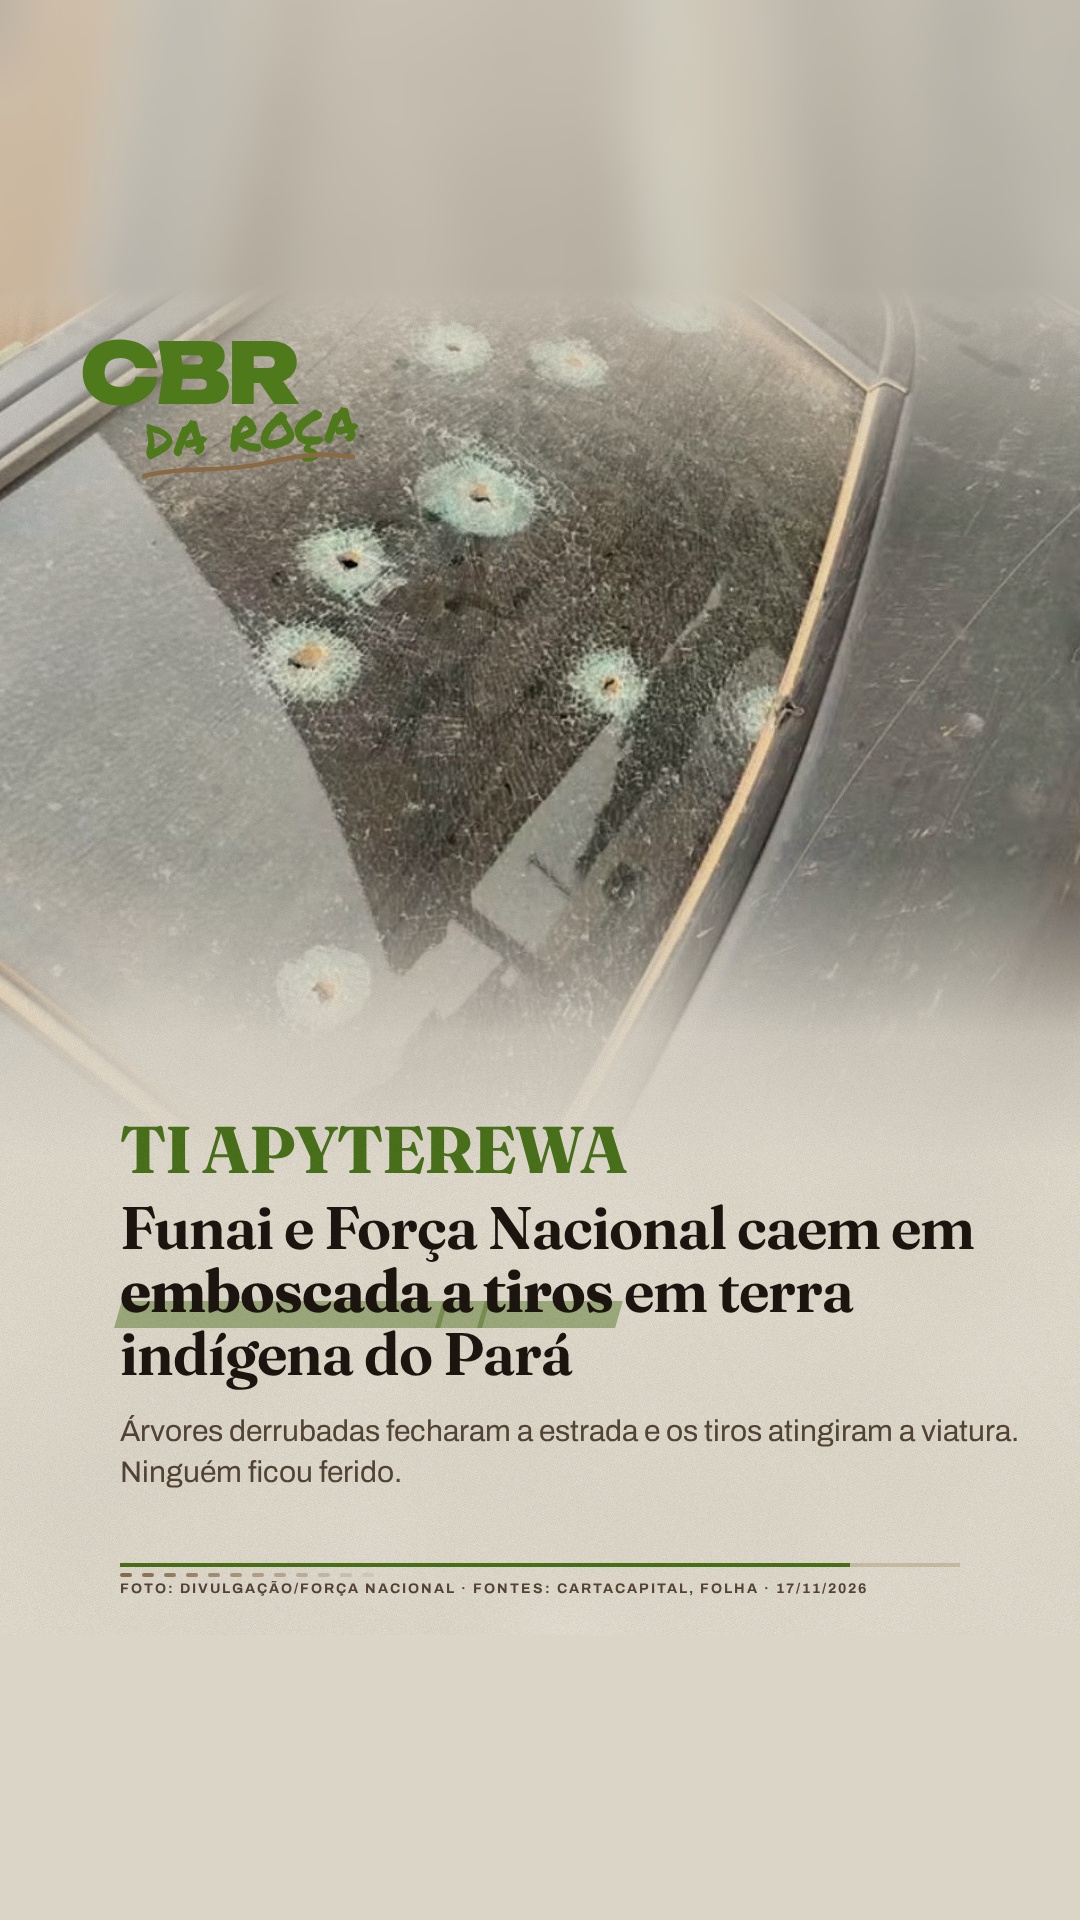 CBR
DA ROÇA
TI APYTEREWA
Funai e Força Nacional caem em
emboscada a tiros em terra
indígena do Pará
Árvores derrubadas fecharam a estrada e os tiros atingiram a viatura.
Ninguém ficou ferido.
FOTO: DIVULGAÇÃO/FORÇA NACIONAL · FONTES: CARTACAPITAL, FOLHA · 17/11/2026